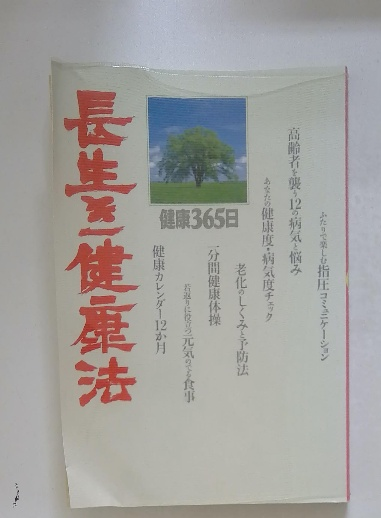 長生き健康法
健康365日
ふたりで楽しむ指圧コミュニケーション
高齢者を襲う12の病気と悩み
あなたの健康度・病気度チェック
老化のしくみと予防法
一分間健康体操
若返りに役立つ元気のでる食事
健康カレンダー12か月